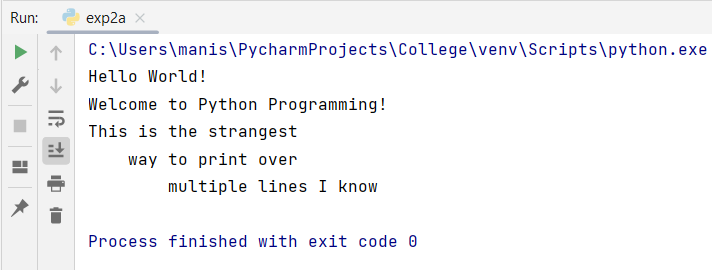 Run: exp2a
C:\Users\manis\PycharmProjects\College\venv\Scripts\python.exe
Hello World!
Welcome to Python Programming!
This is the strangest
    way to print over
        multiple lines I know

Process finished with exit code 0